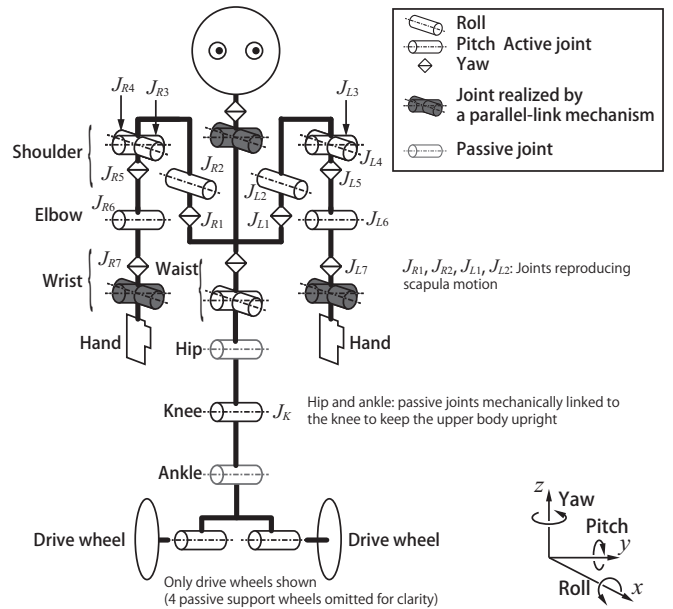 Roll
Pitch Active joint
Yaw
Joint realized by
a parallel-link mechanism
Passive joint
J_R4
J_R3
J_L3
Shoulder
J_R2
J_L4
J_R5
J_L2
J_L5
Elbow
J_R6
J_R1
J_L1
J_L6
J_R7
Waist
J_L7
Wrist
J_R1, J_R2, J_L1, J_L2: Joints reproducing
scapula motion
Hand
Hip
Hand
Knee
J_K
Hip and ankle: passive joints mechanically linked to
the knee to keep the upper body upright
Ankle
Drive wheel
Drive wheel
Only drive wheels shown
(4 passive support wheels omitted for clarity)
z
Yaw
Pitch
y
Roll
x